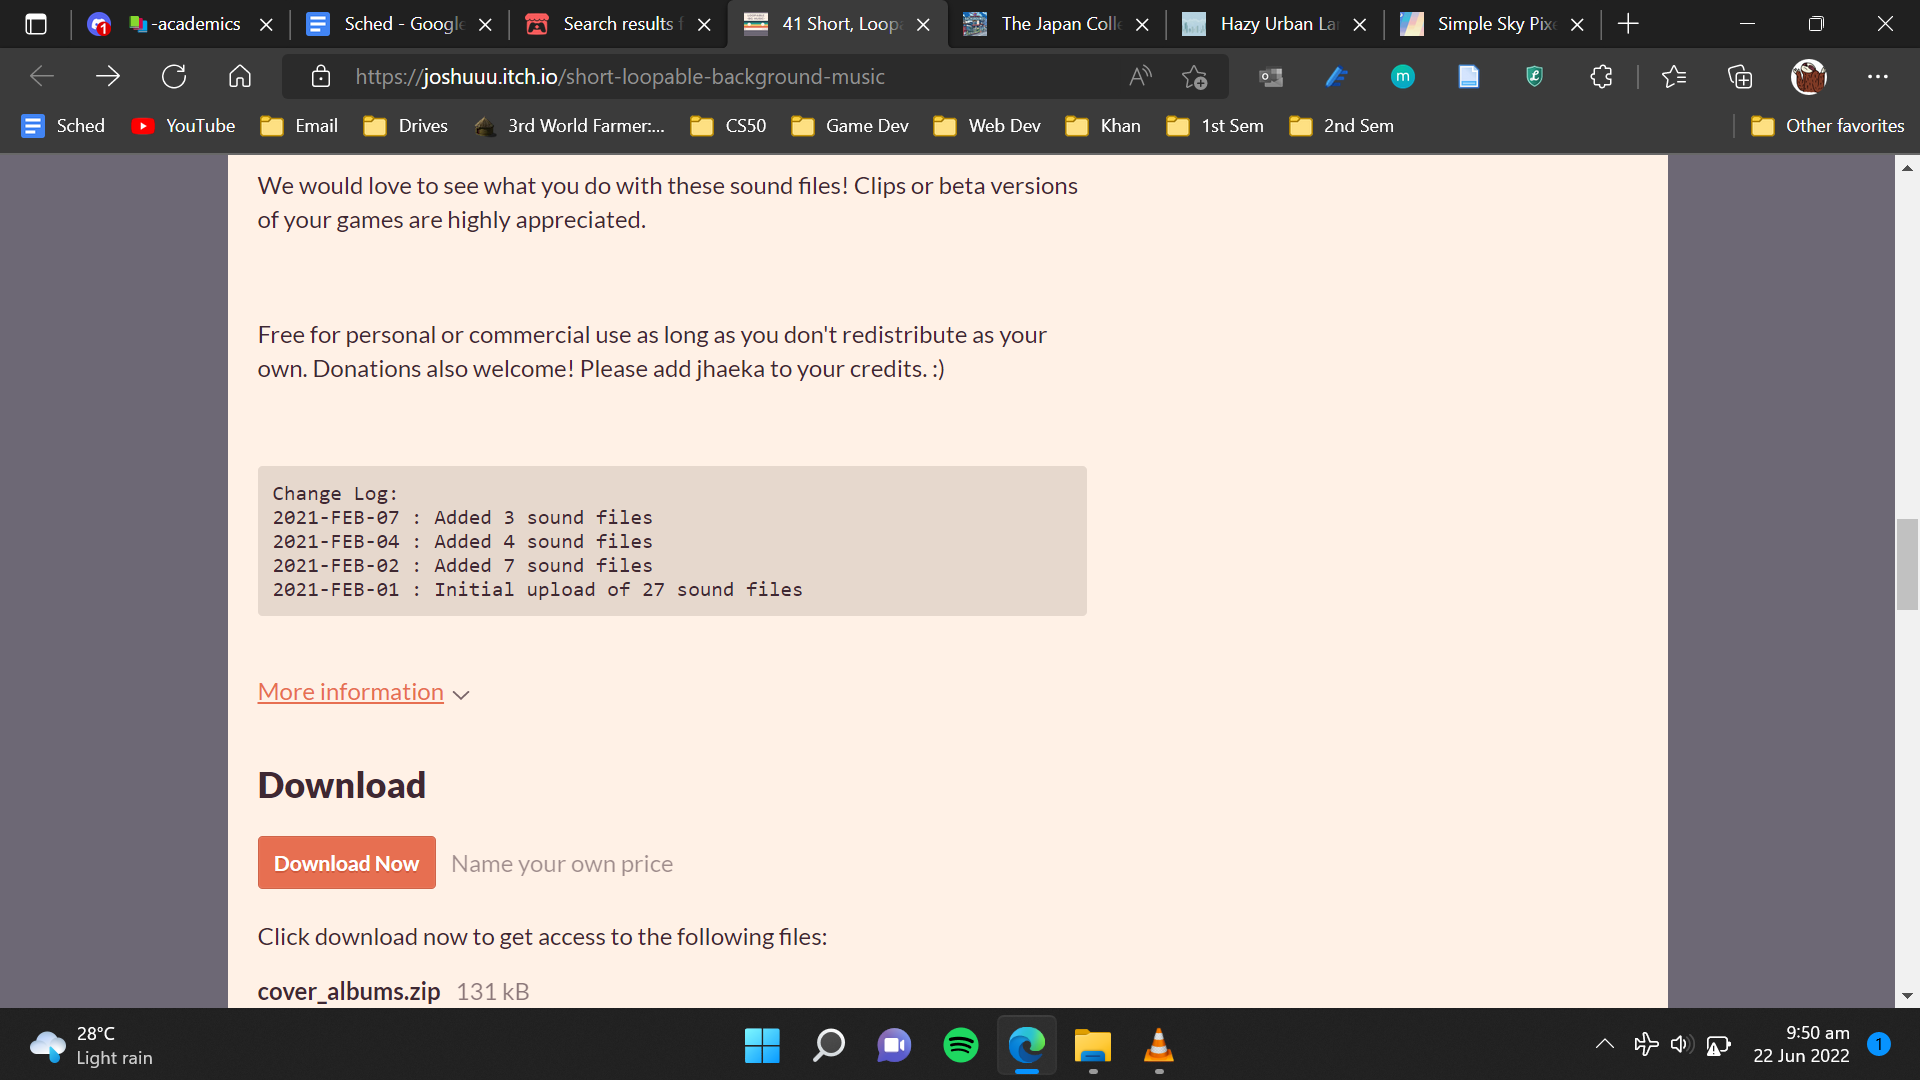 -academics
Sched - Google
Search results f
41 Short, Loopa
The Japan Colle
Hazy Urban Lan
Simple Sky Pixe
https://joshuuu.itch.io/short-loopable-background-music
Sched
YouTube
Email
Drives
3rd World Farmer:...
CS50
Game Dev
Web Dev
Khan
1st Sem
2nd Sem
Other favorites
We would love to see what you do with these sound files! Clips or beta versions
of your games are highly appreciated.
Free for personal or commercial use as long as you don't redistribute as your
own. Donations also welcome! Please add jhaeka to your credits. :)
Change Log:
2021-FEB-07 : Added 3 sound files
2021-FEB-04 : Added 4 sound files
2021-FEB-02 : Added 7 sound files
2021-FEB-01 : Initial upload of 27 sound files
More information
Download
Download Now
Name your own price
Click download now to get access to the following files:
cover_albums.zip 131 kB
28°C
Light rain
9:50 am
22 Jun 2022
1